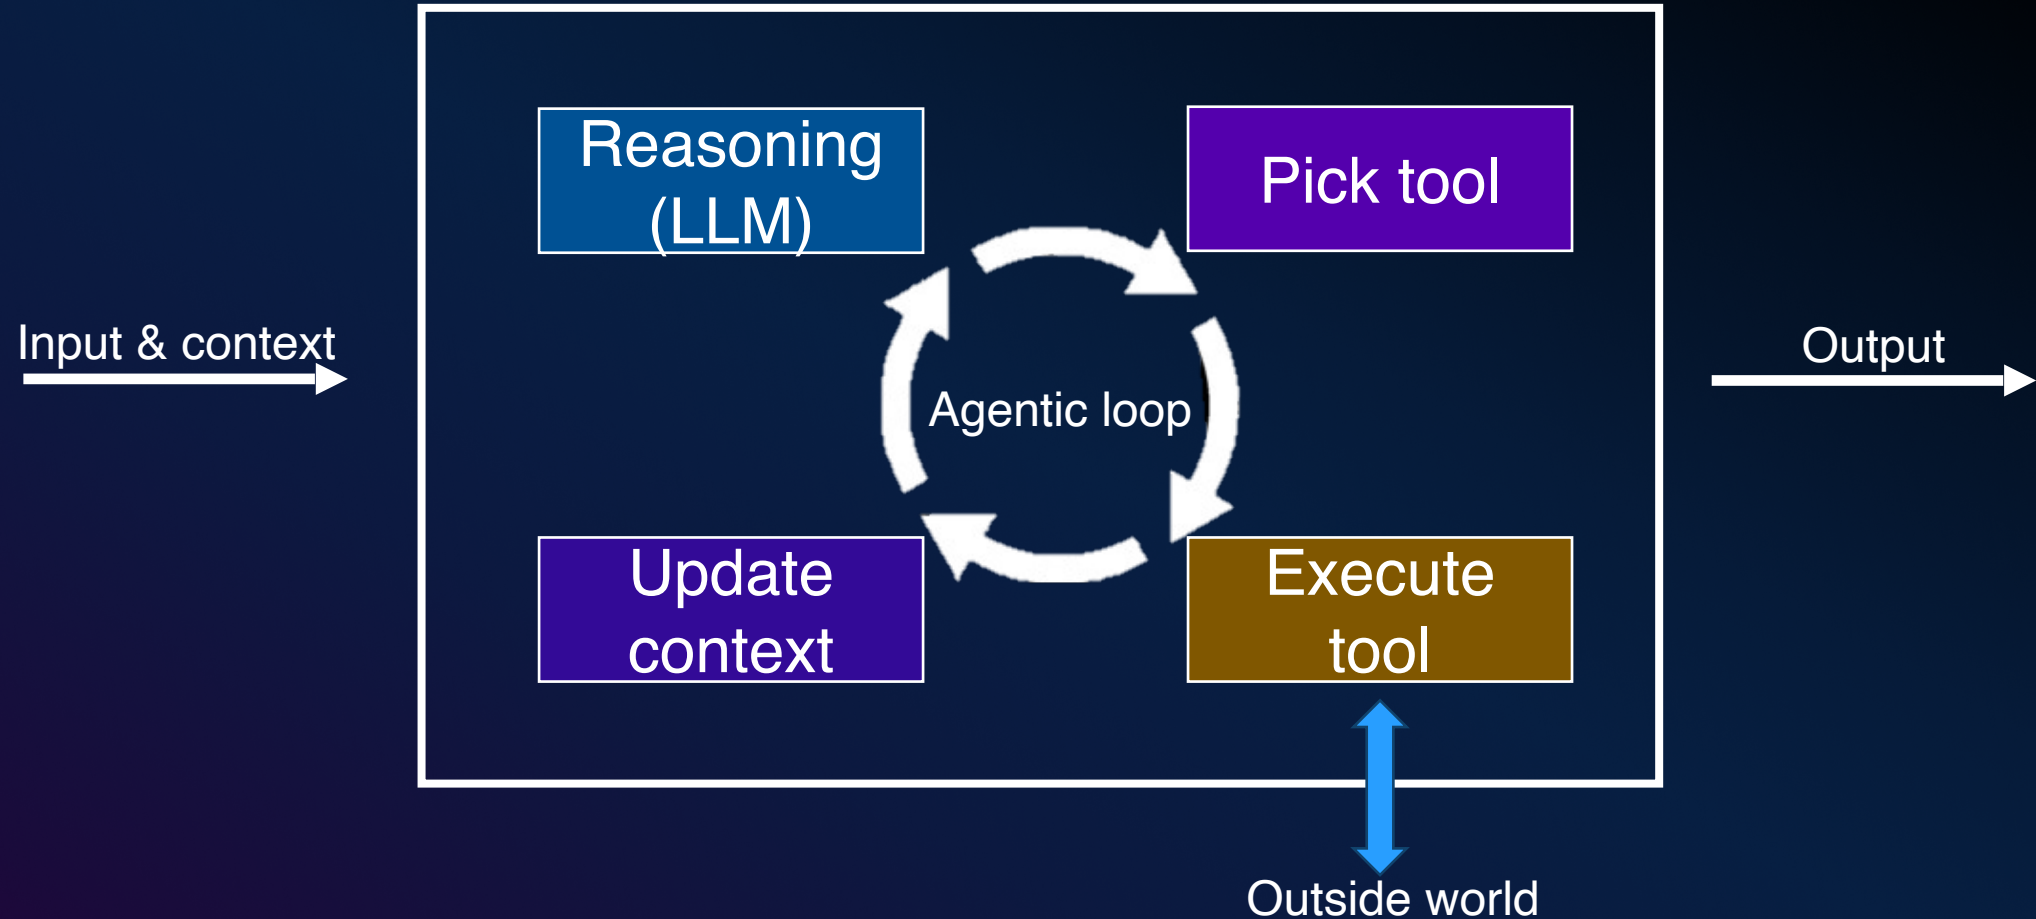 Reasoning
(LLM)
Pick tool
Input & context
Agentic loop
Output
Update
context
Execute
tool
Outside world